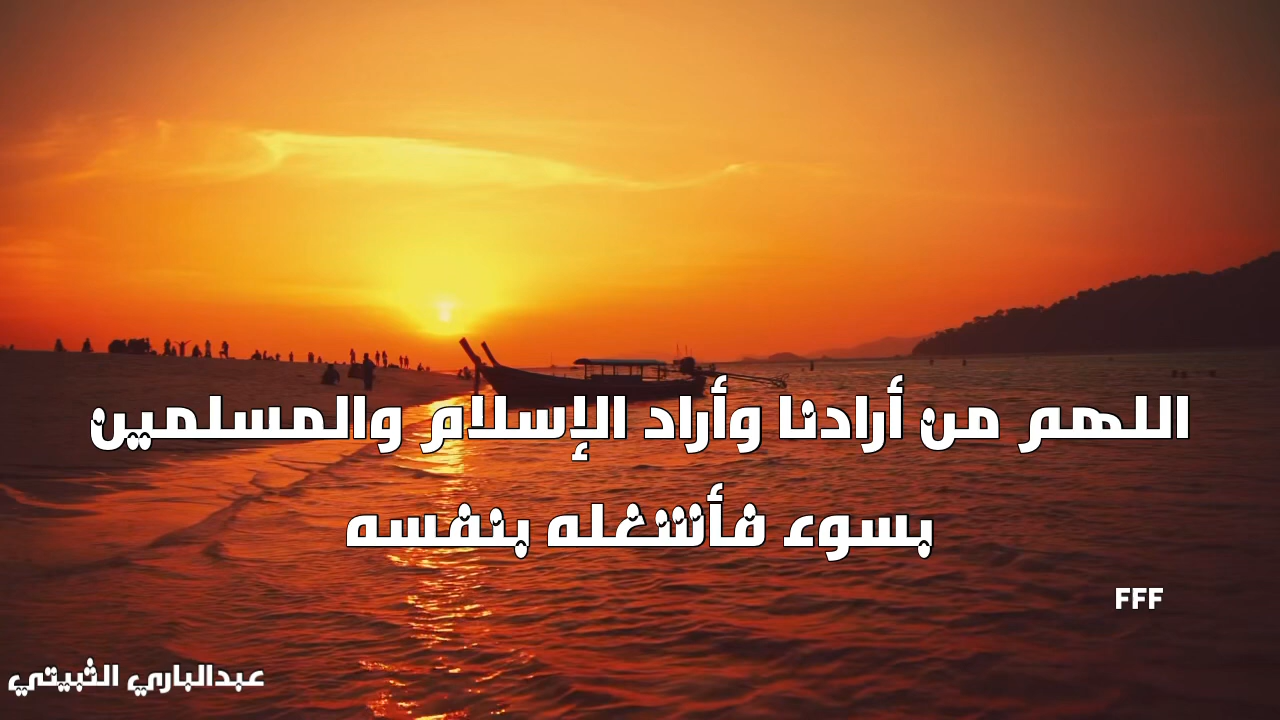 اللهم من أرادنا وأراد الإسلام والمسلمين
بسوء فأشغله بنفسه
FFF
عبدالباري الثبيتي